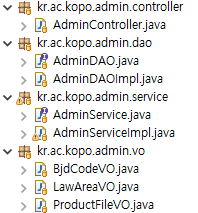 kr.ac.kopo.admin.controller
AdminController.java
kr.ac.kopo.admin.dao
AdminDAO.java
AdminDAOImpl.java
kr.ac.kopo.admin.service
AdminService.java
AdminServiceImpl.java
kr.ac.kopo.admin.vo
BjdCodeVO.java
LawAreaVO.java
ProductFileVO.java